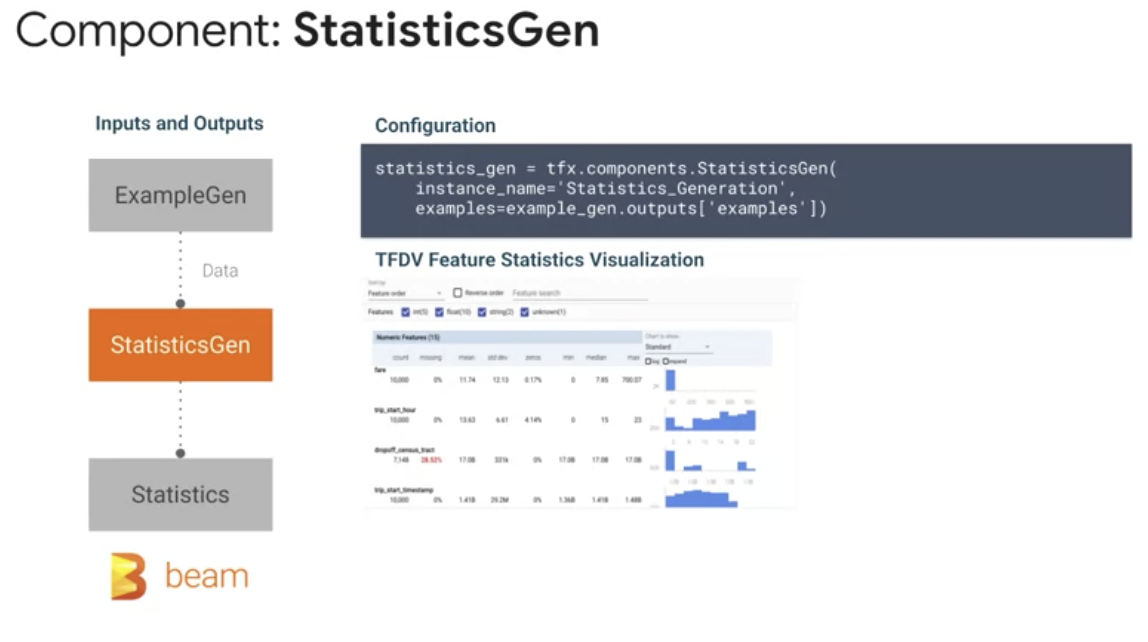 Component: StatisticsGen
Inputs and Outputs
ExampleGen
Data
StatisticsGen
Statistics
beam
Configuration
statistics_gen = tfx.components.StatisticsGen(
instance_name='Statistics_Generation',
examples=example_gen.outputs['examples'])
TFDV Feature Statistics Visualization
Sort by
Feature order
Reverse order
Feature search
Features int(5) float(10) string(2) unknown(1)
Numeric Features (15)
Chart to show
Standard
log expand
count missing mean std dev zeros min median max
fare
10,000 0% 11.74 12.13 0.17% 0 7.85 700.07
trip_start_hour
10,000 0% 13.63 6.61 4.14% 0 15 23
dropoff_census_tract
7,148 28.52% 17.0B 331k 0% 17.0B 17.0B 17.0B
trip_start_timestamp
10,000 0% 1.41B 29.2M 0% 1.36B 1.41B 1.48B